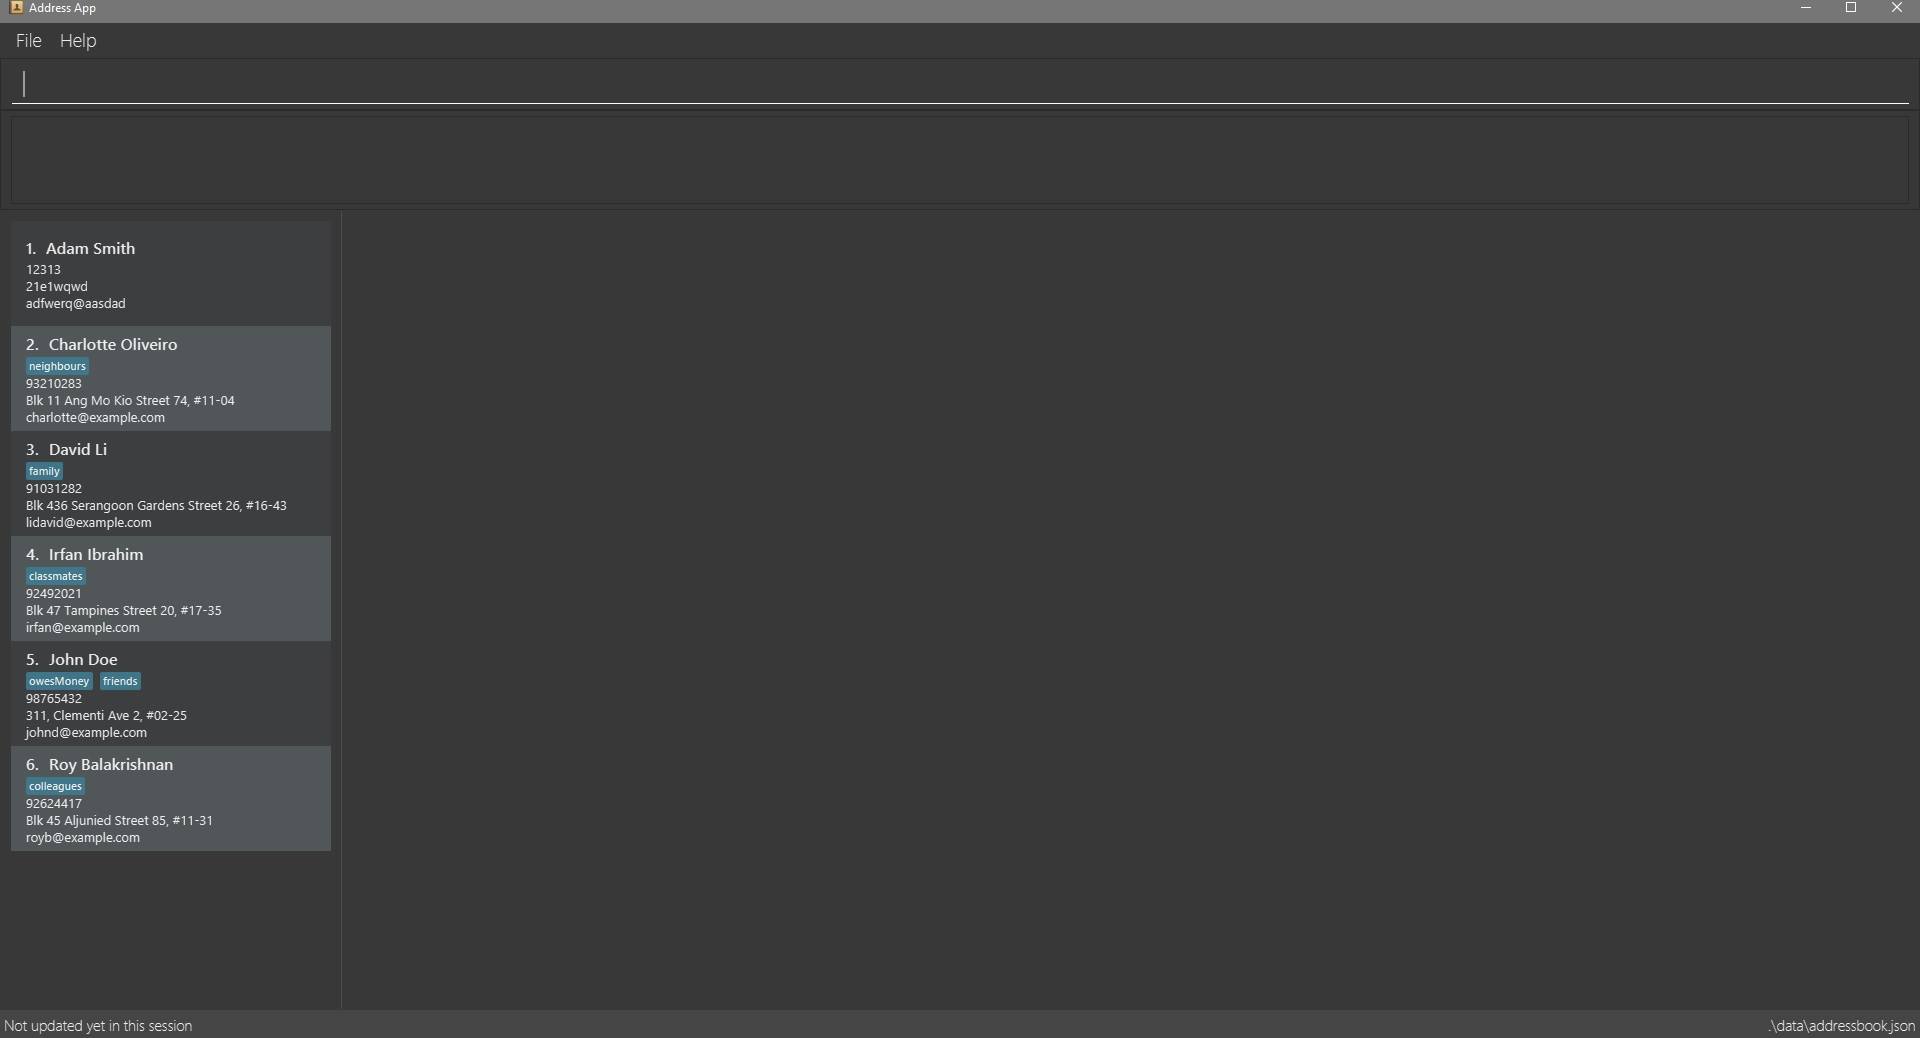 Address App
File Help
1. Adam Smith
12313
21e1wqwd
adfwerq@aasdad
2. Charlotte Oliveiro
neighbours
93210283
Blk 11 Ang Mo Kio Street 74, #11-04
charlotte@example.com
3. David Li
family
91031282
Blk 436 Serangoon Gardens Street 26, #16-43
lidavid@example.com
4. Irfan Ibrahim
classmates
92492021
Blk 47 Tampines Street 20, #17-35
irfan@example.com
5. John Doe
owesMoney friends
98765432
311, Clementi Ave 2, #02-25
johnd@example.com
6. Roy Balakrishnan
colleagues
92624417
Blk 45 Aljunied Street 85, #11-31
royb@example.com
Not updated yet in this session
.\data\addressbook.json